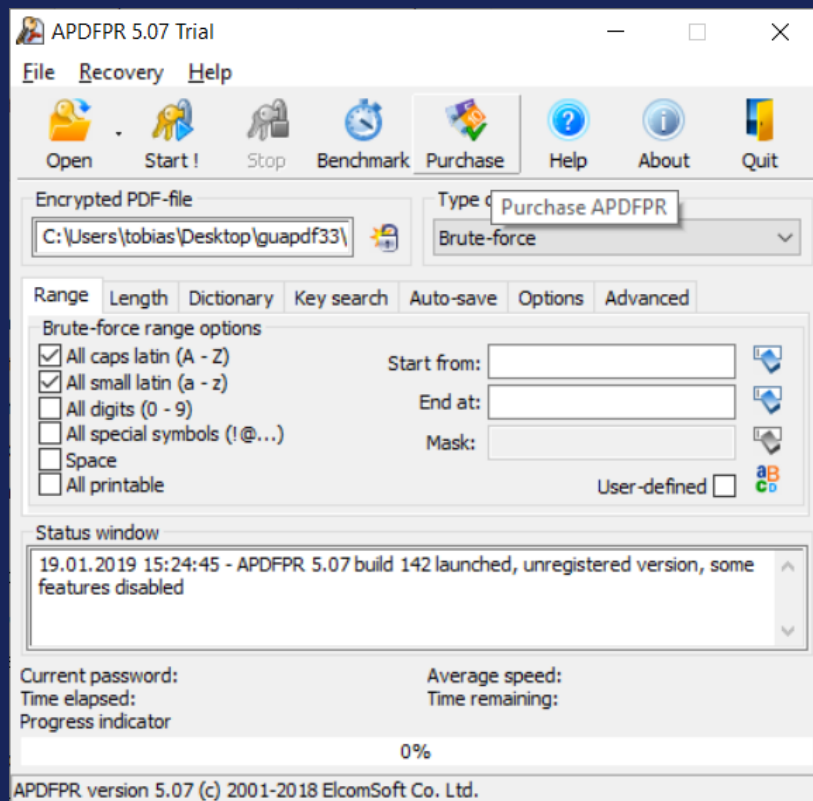 APDFPR 5.07 Trial
File Recovery Help
Open Start! Stop Benchmark Purchase Help About Quit
Encrypted PDF-file
Type
Purchase APDFPR
C:\Users\tobias\Desktop\guapdf33\
Brute-force
Range Length Dictionary Key search Auto-save Options Advanced
Brute-force range options
All caps latin (A - Z)
Start from:
All small latin (a - z)
End at:
All digits (0 - 9)
All special symbols (!@...)
Mask:
Space
All printable
User-defined
aB
CD
Status window
19.01.2019 15:24:45 - APDFPR 5.07 build 142 launched, unregistered version, some
features disabled
Current password:
Average speed:
Time elapsed:
Time remaining:
Progress indicator
0%
APDFPR version 5.07 (c) 2001-2018 ElcomSoft Co. Ltd.